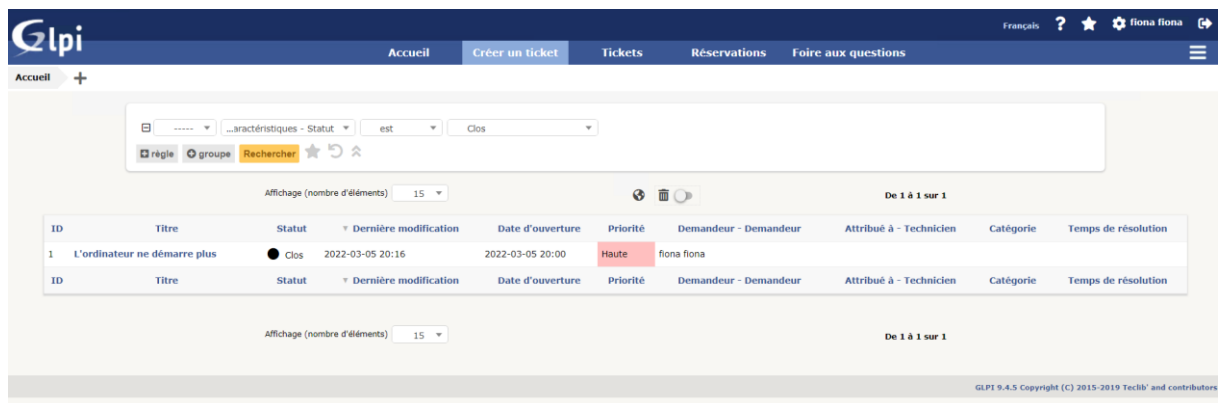 Glpi
Français ? fiona fiona
Accueil Créer un ticket Tickets Réservations Foire aux questions
Accueil
----- ...aractéristiques - Statut est Clos
règle groupe Rechercher
Affichage (nombre d'éléments) 15 De 1 à 1 sur 1
ID Titre Statut Dernière modification Date d'ouverture Priorité Demandeur - Demandeur Attribué à - Technicien Catégorie Temps de résolution
1 L'ordinateur ne démarre plus Clos 2022-03-05 20:16 2022-03-05 20:00 Haute fiona fiona
ID Titre Statut Dernière modification Date d'ouverture Priorité Demandeur - Demandeur Attribué à - Technicien Catégorie Temps de résolution
Affichage (nombre d'éléments) 15 De 1 à 1 sur 1
GLPI 9.4.5 Copyright (C) 2015-2019 Teclib' and contributors